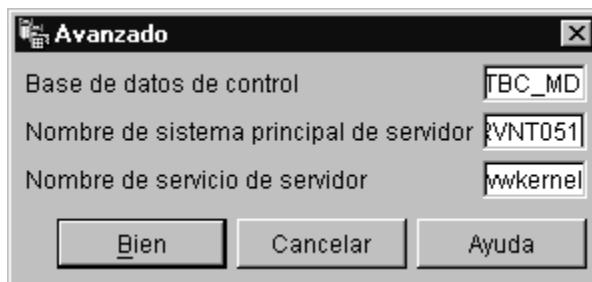 Avanzado
Base de datos de control TBC_MD
Nombre de sistema principal de servidor RVNT051
Nombre de servicio de servidor vwkernel
Bien Cancelar Ayuda